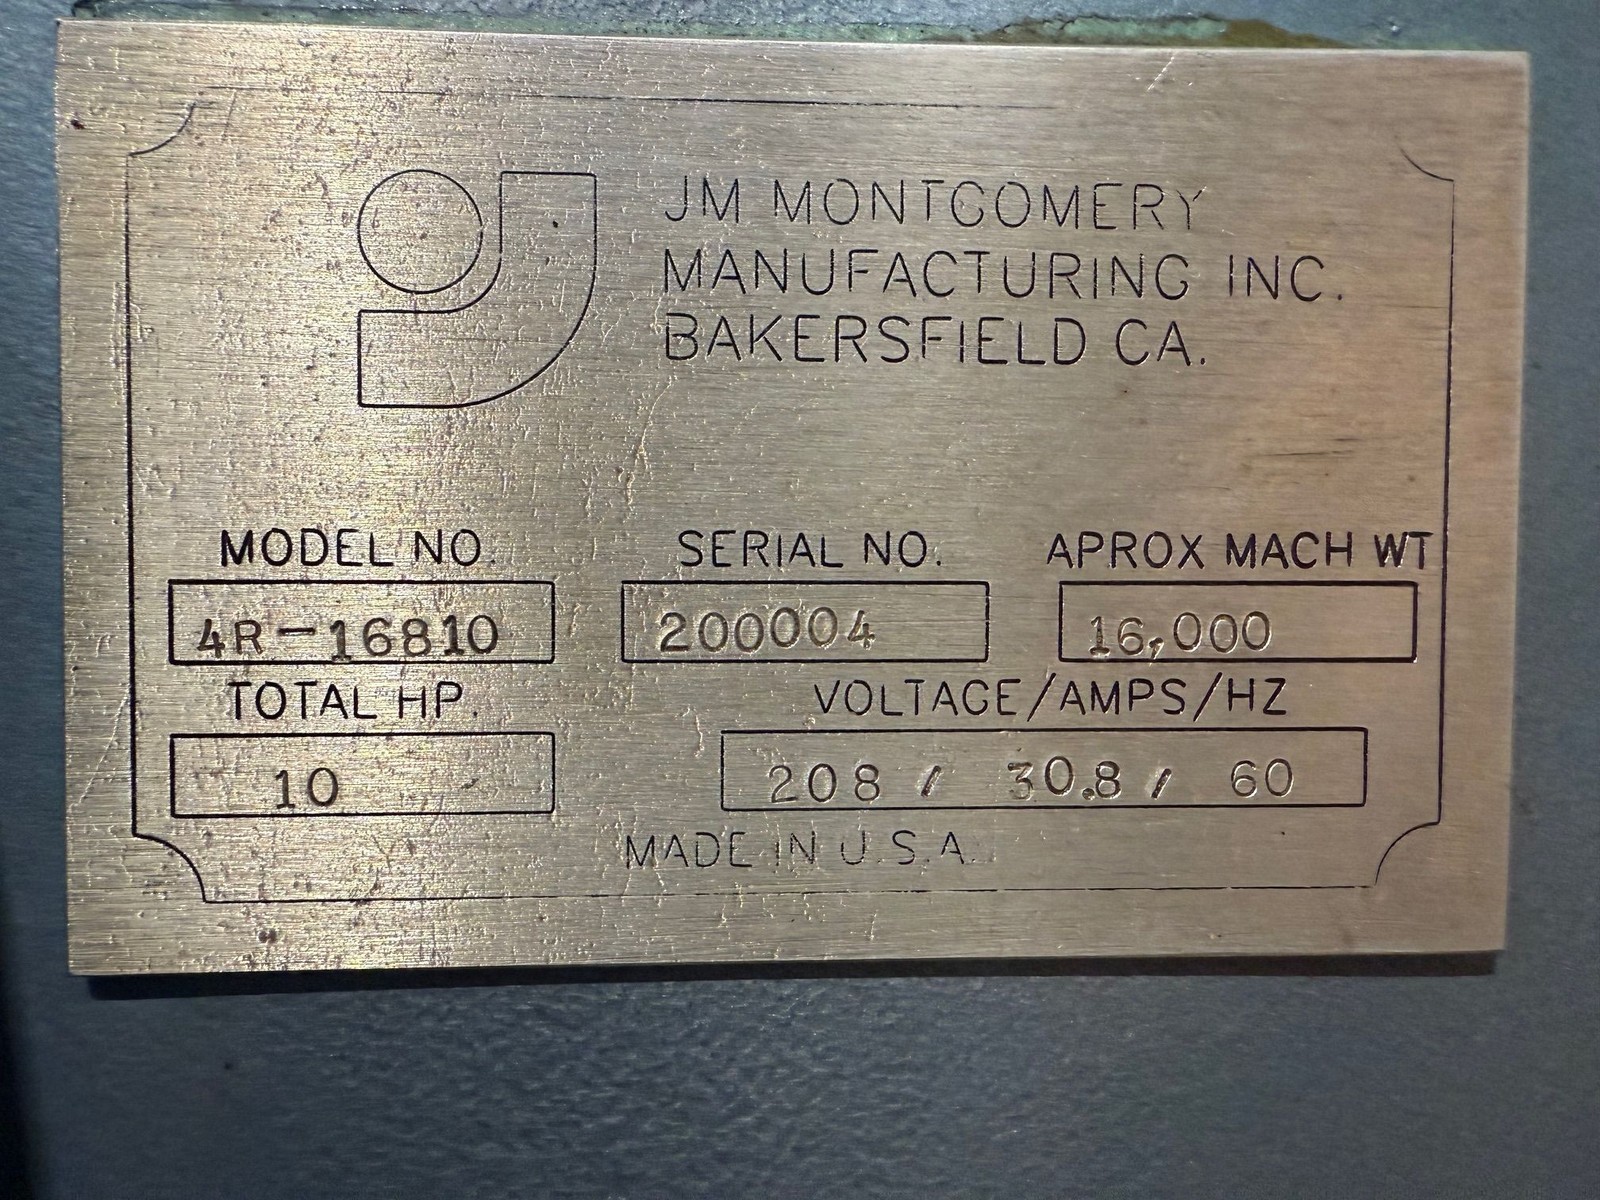 JM MONTGOMERY
MANUFACTURING INC.
BAKERSFIELD CA.
MODEL NO. SERIAL NO. APROX MACH WT
4R-16810 200004 16,000
TOTAL HP. VOLTAGE/AMPS/HZ
10 208 / 30.8 / 60
MADE IN U.S.A.